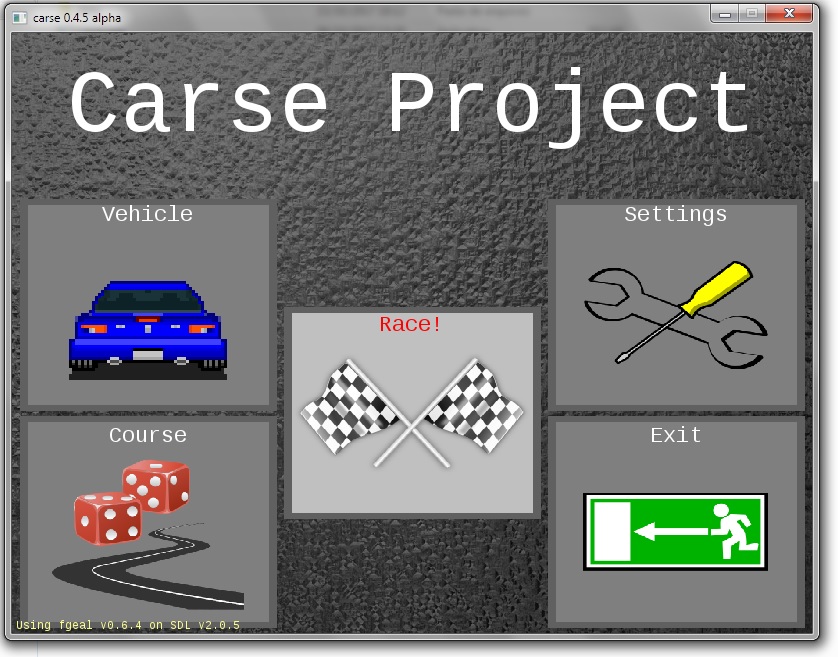 carse 0.4.5 alpha
Carse Project
Vehicle
Settings
Race!
Course
Exit
Using fgeal v0.6.4 on SDL v2.0.5